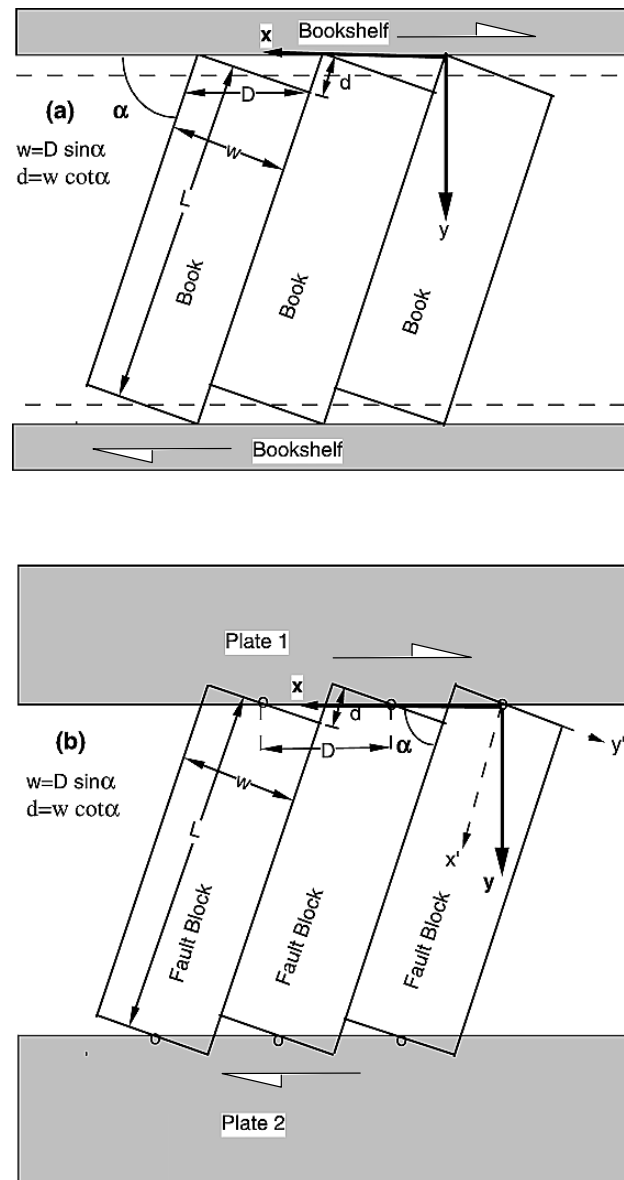 Bookshelf
x
d
D
(a)
α
w=D sinα
d=w cotα
w
L
y
Book
Book
Book
Bookshelf
Plate 1
x
d
(b)
D
α
y'
w=D sinα
d=w cotα
w
L
x'
y
Fault Block
Fault Block
Fault Block
Plate 2